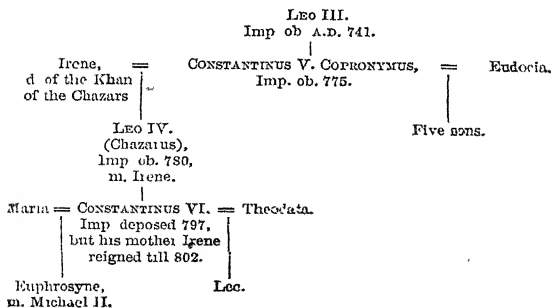 LEO III.
Imp ob A.D. 741.
Irene, = CONSTANTINUS V. COPRONYMUS, = Eudocia.
d of the Khan Imp. ob. 775.
of the Chazars
LEO IV. Five sons.
(Chazarus),
Imp ob. 780,
m. Irene.
Maria = CONSTANTINUS VI. = Theodata.
Imp deposed 797,
but his mother Irene
reigned till 802.
Euphrosyne, Leo.
m. Michael II.